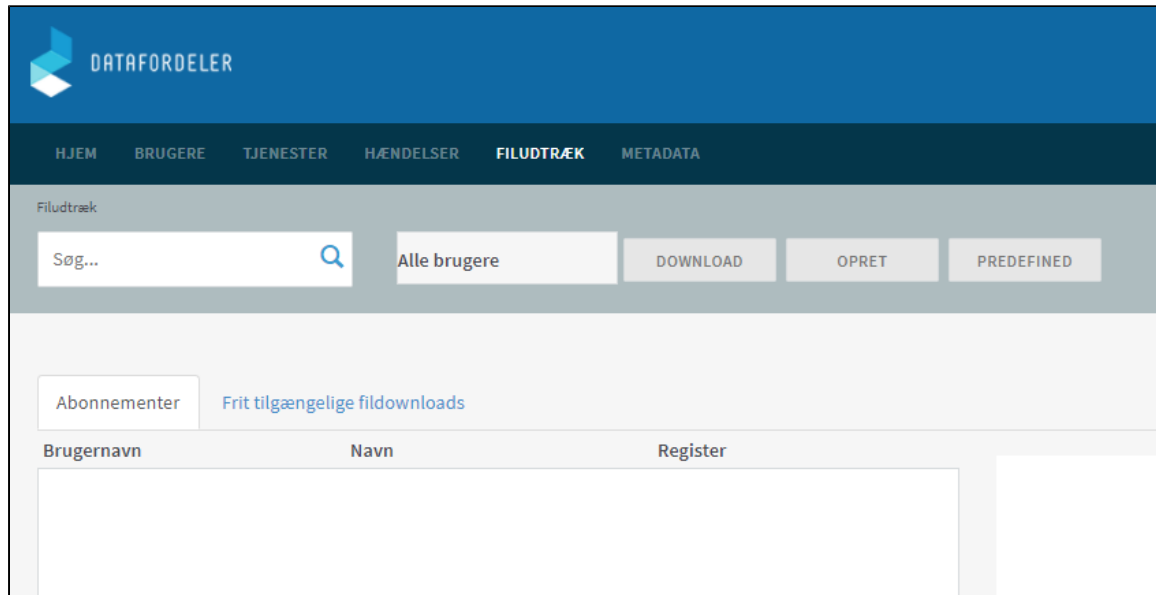 DATAFORDELER
HJEM BRUGERE TJENESTER HÆNDELSER FILUDTRÆK METADATA
Filudtræk
Søg... Alle brugere DOWNLOAD OPRET PREDEFINED
Abonnementer Frit tilgængelige fildownloads
Brugernavn Navn Register